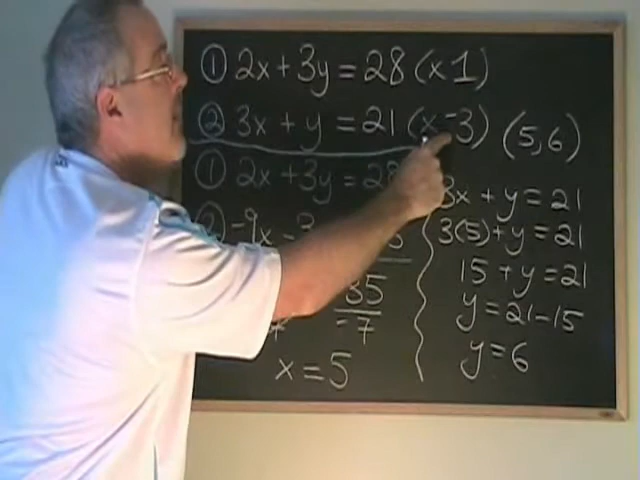 ① 2x + 3y = 28 (x 1)
② 3x + y = 21 (x -3)
(5,6)
① 2x + 3y = 28
② -9x - 3
35
-7
x = 5
3x + y = 21
3(5) + y = 21
15 + y = 21
y = 21 - 15
y = 6